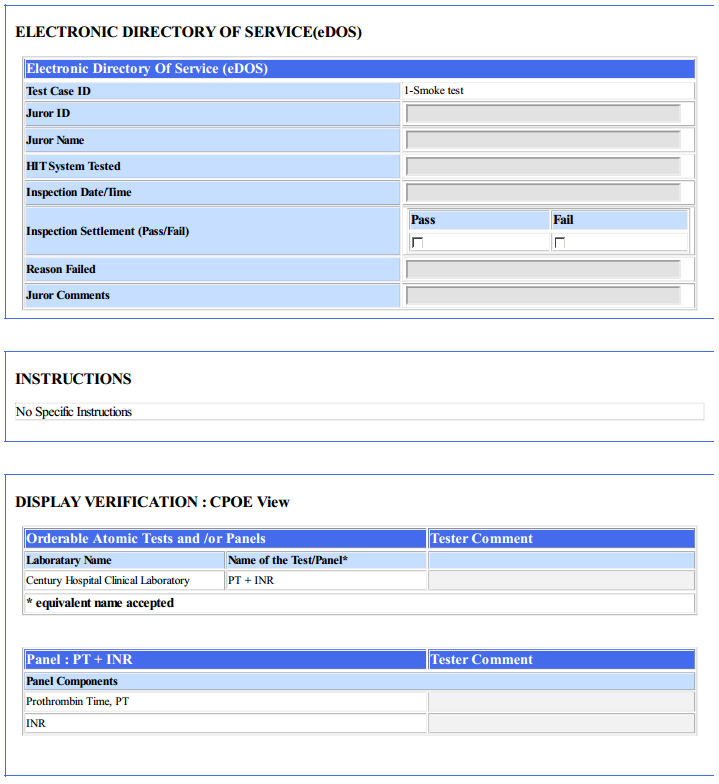 ELECTRONIC DIRECTORY OF SERVICE(eDOS)
Electronic Directory Of Service (eDOS)
Test Case ID 1-Smoke test
Juror ID
Juror Name
HIT System Tested
Inspection Date/Time
Inspection Settlement (Pass/Fail) Pass Fail
Reason Failed
Juror Comments
INSTRUCTIONS
No Specific Instructions
DISPLAY VERIFICATION : CPOE View
Orderable Atomic Tests and /or Panels Tester Comment
Laboratary Name Name of the Test/Panel*
Century Hospital Clinical Laboratory PT + INR
* equivalent name accepted
Panel : PT + INR Tester Comment
Panel Components
Prothrombin Time, PT
INR